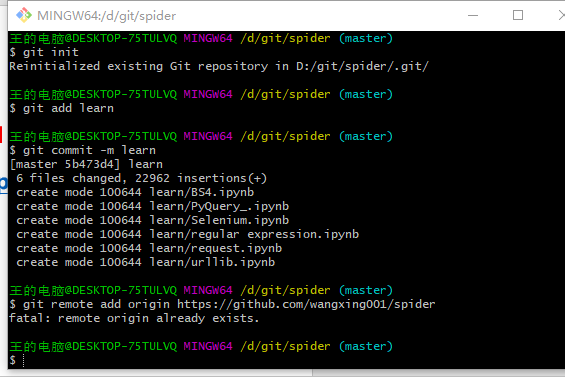 MINGW64:/d/git/spider
王的电脑@DESKTOP-75TULVQ MINGW64 /d/git/spider (master)
$ git init
Reinitialized existing Git repository in D:/git/spider/.git/
王的电脑@DESKTOP-75TULVQ MINGW64 /d/git/spider (master)
$ git add learn
王的电脑@DESKTOP-75TULVQ MINGW64 /d/git/spider (master)
$ git commit -m learn
[master 5b473d4] learn
 6 files changed, 22962 insertions(+)
 create mode 100644 learn/BS4.ipynb
 create mode 100644 learn/PyQuery_.ipynb
 create mode 100644 learn/Selenium.ipynb
 create mode 100644 learn/regular expression.ipynb
 create mode 100644 learn/request.ipynb
 create mode 100644 learn/urllib.ipynb
王的电脑@DESKTOP-75TULVQ MINGW64 /d/git/spider (master)
$ git remote add origin https://github.com/wangxing001/spider
fatal: remote origin already exists.
王的电脑@DESKTOP-75TULVQ MINGW64 /d/git/spider (master)
$